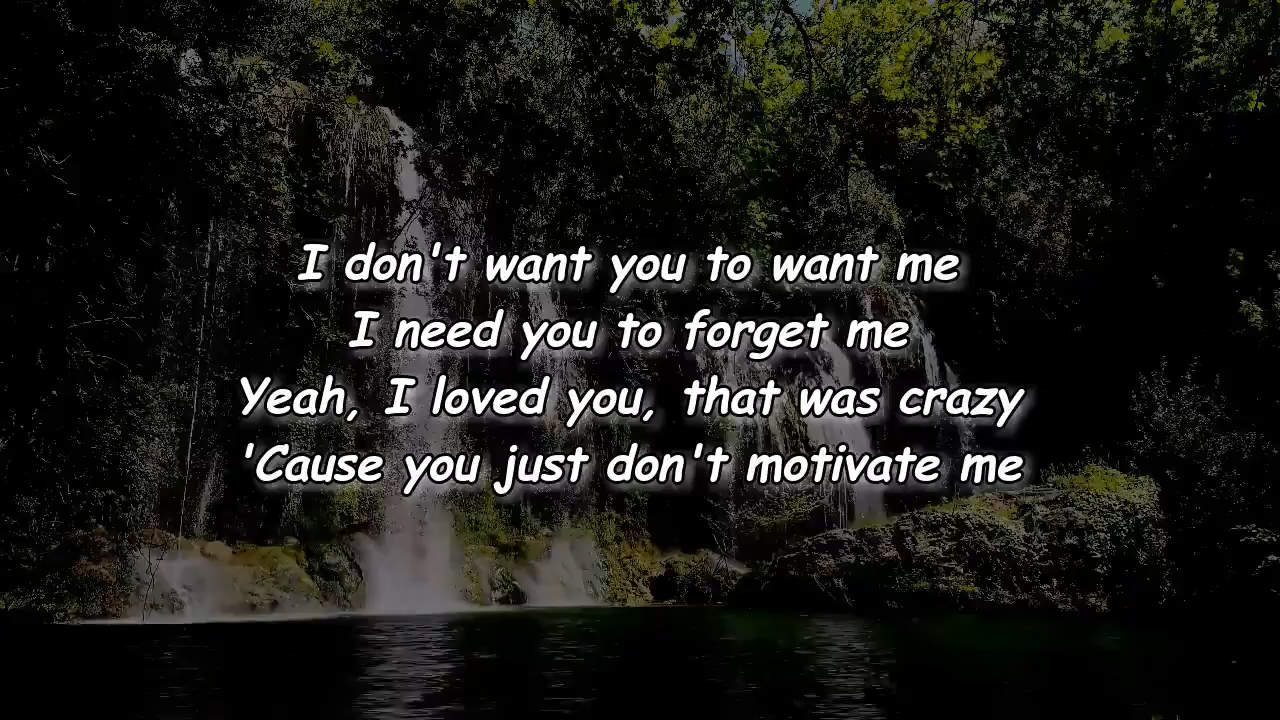 I don't want you to want me
I need you to forget me
Yeah, I loved you, that was crazy
'Cause you just don't motivate me